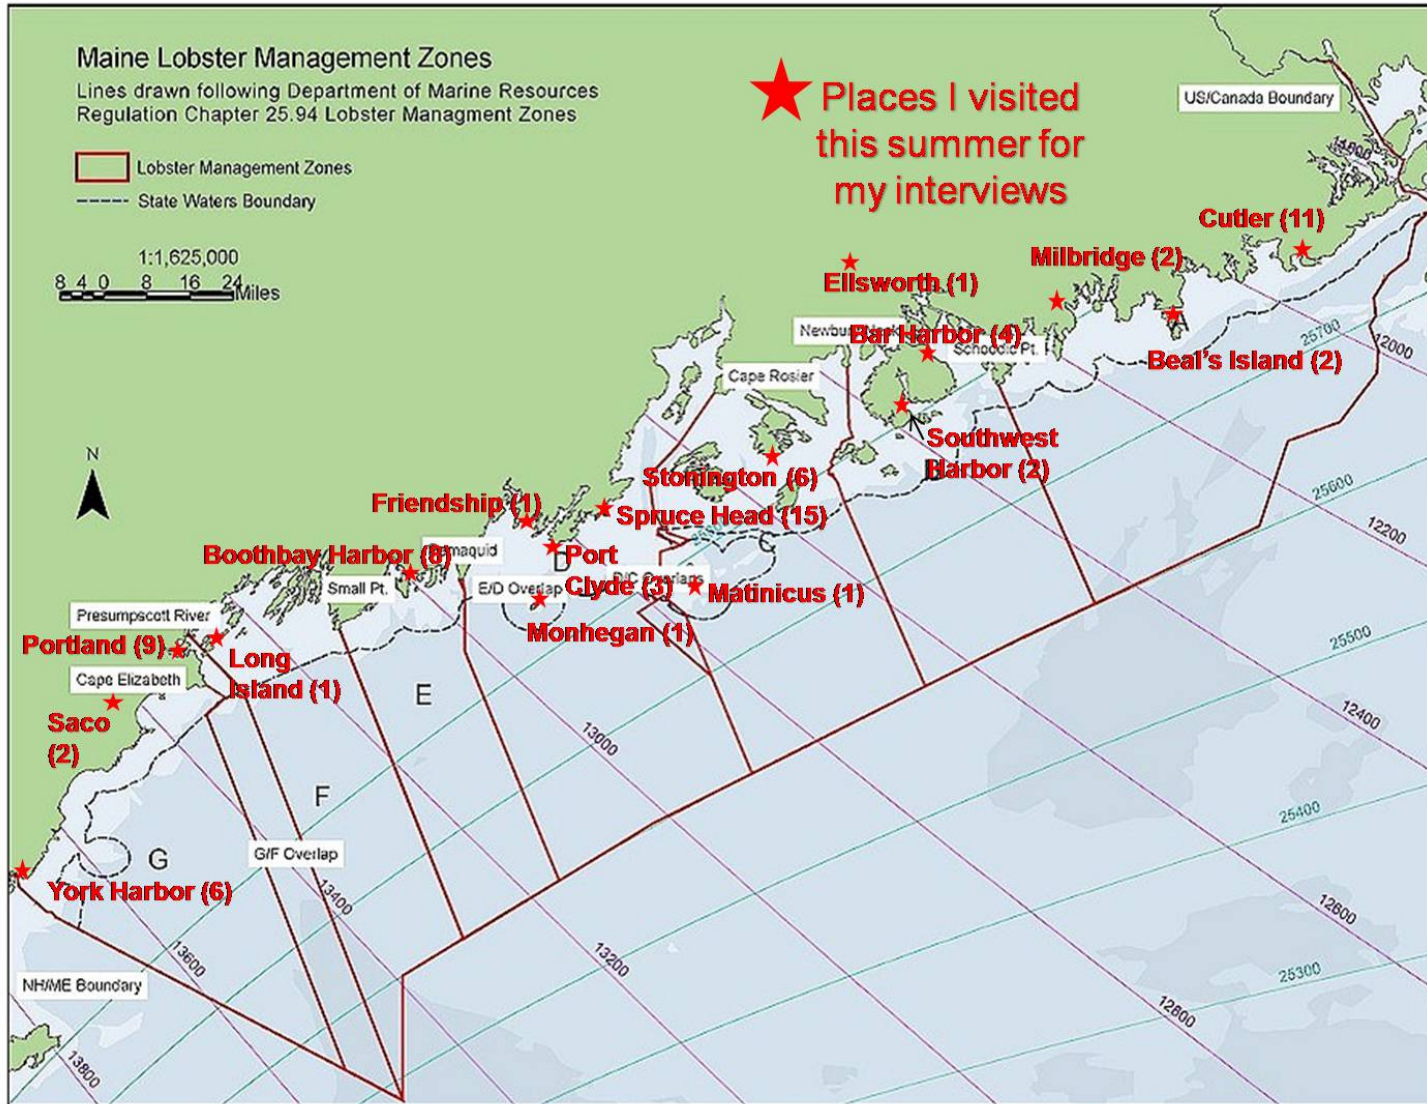 Maine Lobster Management Zones
Lines drawn following Department of Marine Resources
Regulation Chapter 25.94 Lobster Managment Zones
Lobster Management Zones
State Waters Boundary
1:1,625,000
8 4 0 8 16 24
Miles
N
Places I visited
this summer for
my interviews
US/Canada Boundary
Cutler (11)
Milbridge (2)
Ellsworth (1)
Bar Harbor (4)
Schoodic Pt.
A
Beal's Island (2)
Cape Rosier
Southwest
Harbor (2)
Stonington (6)
Friendship (1)
Spruce Head (15)
C
Boothbay Harbor (8)
Port
Clyde (3)
D
E/D Overlap
Matinicus (1)
Small Pt.
Monhegan (1)
Presumpscott River
Portland (9)
Long
Island (1)
Cape Elizabeth
Saco
(2)
E
F
G
G/F Overlap
York Harbor (6)
NH/ME Boundary
25700
25600
25500
25400
25300
12000
12200
12400
12600
12800
13000
13200
13400
13600
13800